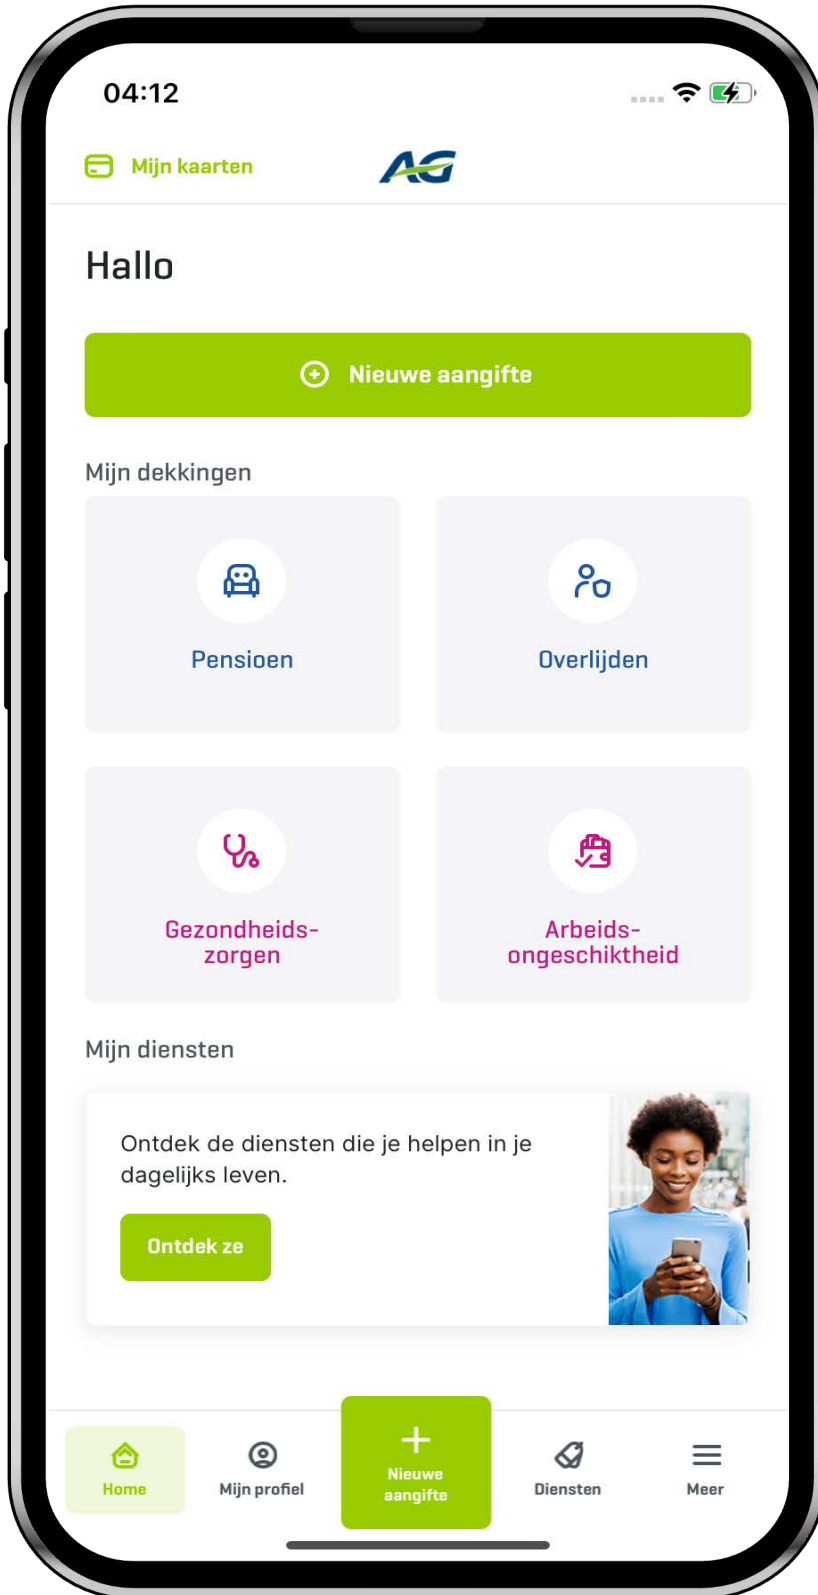 04:12
Mijn kaarten
AG
Hallo
Nieuwe aangifte
Mijn dekkingen
Pensioen
Overlijden
Gezondheids-
zorgen
Arbeids-
ongeschiktheid
Mijn diensten
Ontdek de diensten die je helpen in je
dagelijks leven.
Ontdek ze
Home
Mijn profiel
Nieuwe
aangifte
Diensten
Meer